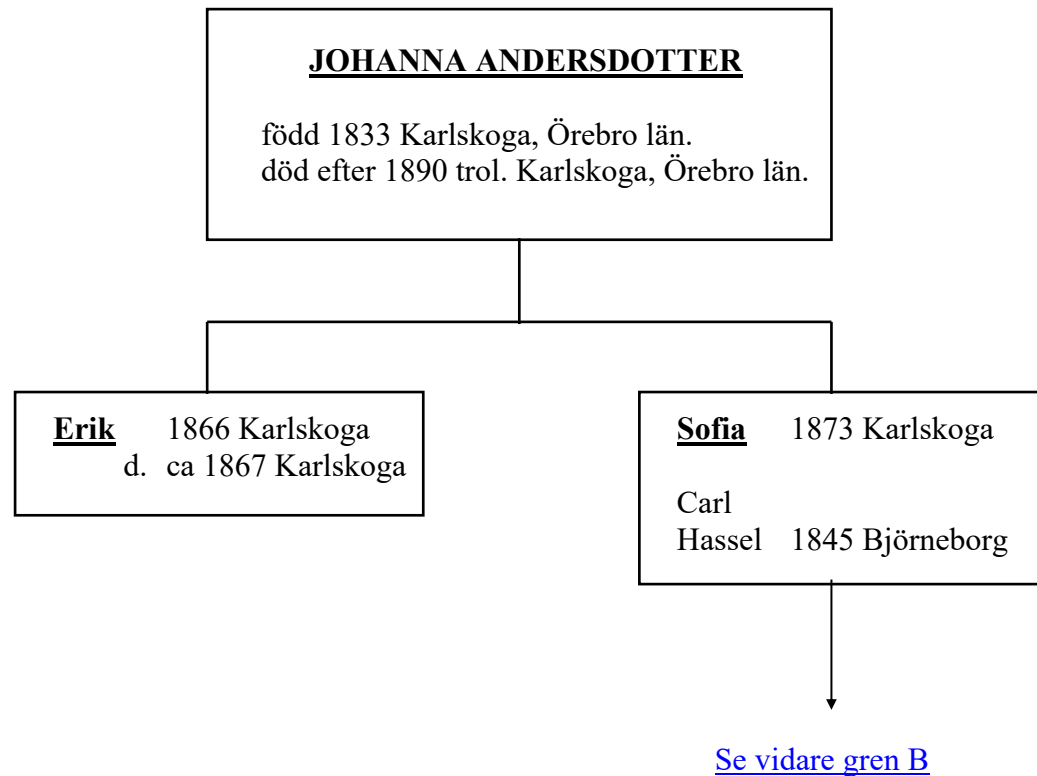 JOHANNA ANDERSDOTTER
född 1833 Karlskoga, Örebro län.
död efter 1890 trol. Karlskoga, Örebro län.
Erik 1866 Karlskoga
d. ca 1867 Karlskoga
Sofia 1873 Karlskoga
Carl
Hassel 1845 Björneborg
Se vidare gren B